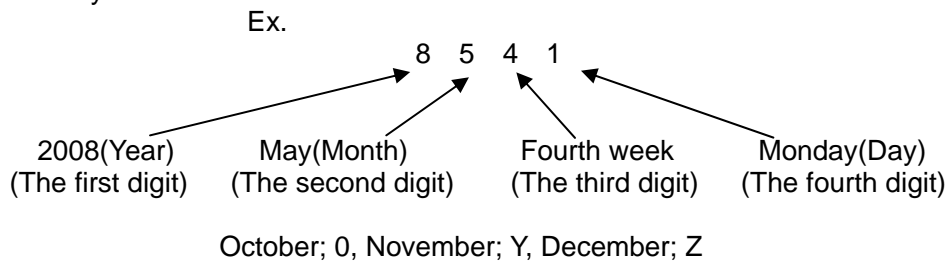 Ex.
8 5 4 1
2008(Year) May(Month) Fourth week Monday(Day)
(The first digit) (The second digit) (The third digit) (The fourth digit)
October; 0, November; Y, December; Z